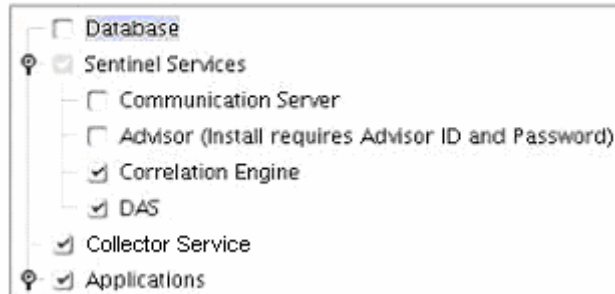 Database
Sentinel Services
Communication Server
Advisor (Install requires Advisor ID and Password)
Correlation Engine
DAS
Collector Service
Applications